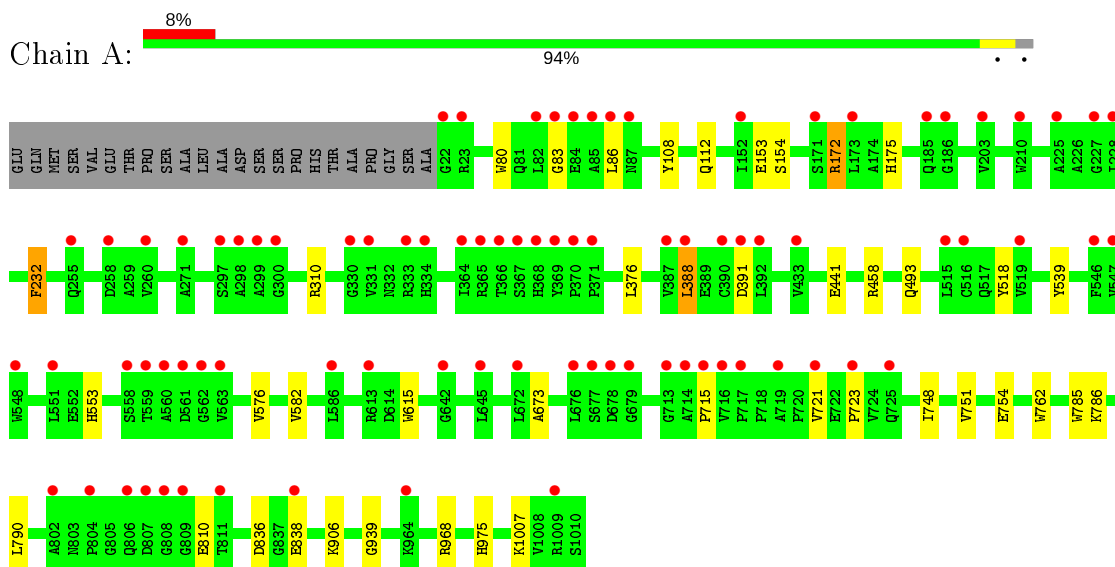 8%
Chain A:
94%
GLU GLN MET SER VAL GLU THR PRO SER ALA LEU ALA ASP SER SER PRO HIS THR ALA PRO GLY SER ALA G22 R23 W80 Q81 L82 G83 E84 A85 L86 N87 Y108 Q112 I152 E153 S154 S171 R172 L173 A174 H175 Q185 G186 V203 W210 A225 A226 G227
F232 Q255 D258 A259 V260 A271 S297 A298 A299 G300 R310 G330 V331 N332 R333 H334 I364 R365 T366 S367 H368 Y369 P370 P371 L376 V387 L388 E389 C390 D391 L392 V433 E441 R458 Q493 L515 C516 Q517 Y518 V519 Y539 F546 V547
W548 L551 E552 H553 S558 T559 A560 D561 G562 V563 V576 V582 L586 R613 D614 W615 G642 L645 L672 A673 L676 S677 D678 G679 G713 A714 P715 V716 P717 P718 A719 P720 V721 E722 P723 V724 Q725 I748 V751 E754 W762 W785 K786
L790 A802 N803 P804 G805 Q806 D807 G808 G809 E810 T811 D836 G837 E838 K906 G939 K964 R968 H975 K1007 V1008 R1009 S1010